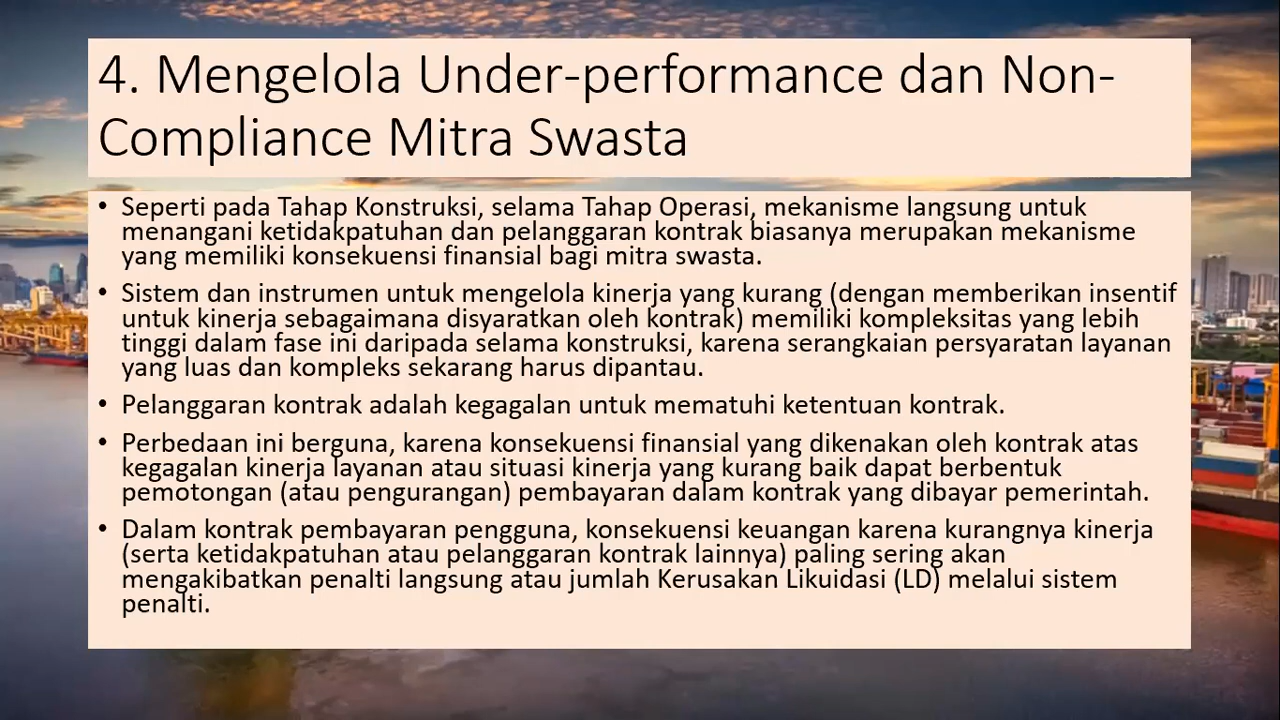 4. Mengelola Under-performance dan Non-
Compliance Mitra Swasta
• Seperti pada Tahap Konstruksi, selama Tahap Operasi, mekanisme langsung untuk
menangani ketidakpatuhan dan pelanggaran kontrak biasanya merupakan mekanisme
yang memiliki konsekuensi finansial bagi mitra swasta.
• Sistem dan instrumen untuk mengelola kinerja yang kurang (dengan memberikan insentif
untuk kinerja sebagaimana disyaratkan oleh kontrak) memiliki kompleksitas yang lebih
tinggi dalam fase ini daripada selama konstruksi, karena serangkaian persyaratan layanan
yang luas dan kompleks sekarang harus dipantau.
• Pelanggaran kontrak adalah kegagalan untuk mematuhi ketentuan kontrak.
• Perbedaan ini berguna, karena konsekuensi finansial yang dikenakan oleh kontrak atas
kegagalan kinerja layanan atau situasi kinerja yang kurang baik dapat berbentuk
pemotongan (atau pengurangan) pembayaran dalam kontrak yang dibayar pemerintah.
• Dalam kontrak pembayaran pengguna, konsekuensi keuangan karena kurangnya kinerja
(serta ketidakpatuhan atau pelanggaran kontrak lainnya) paling sering akan
mengakibatkan penalti langsung atau jumlah Kerusakan Likuidasi (LD) melalui sistem
penalti.